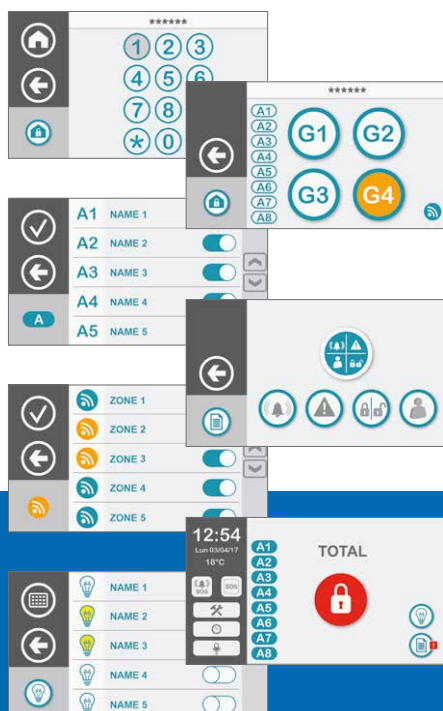 ******
1 2 3
4 5 6
7 8
* 0
******
A1
A2
A3
A4
A5
A6
A7
A8
G1 G2
G3 G4
A1 NAME 1
A2 NAME 2
A3 NAME 3
A4 NAME 4
A5 NAME 5
A
ZONE 1
ZONE 2
ZONE 3
ZONE 4
ZONE 5
12:54
Lun 03/04/17
18°C
SOS SOS
A1
A2
A3
A4
A5
A6
A7
A8
TOTAL
NAME 1
NAME 2
NAME 3
NAME 4
NAME 5